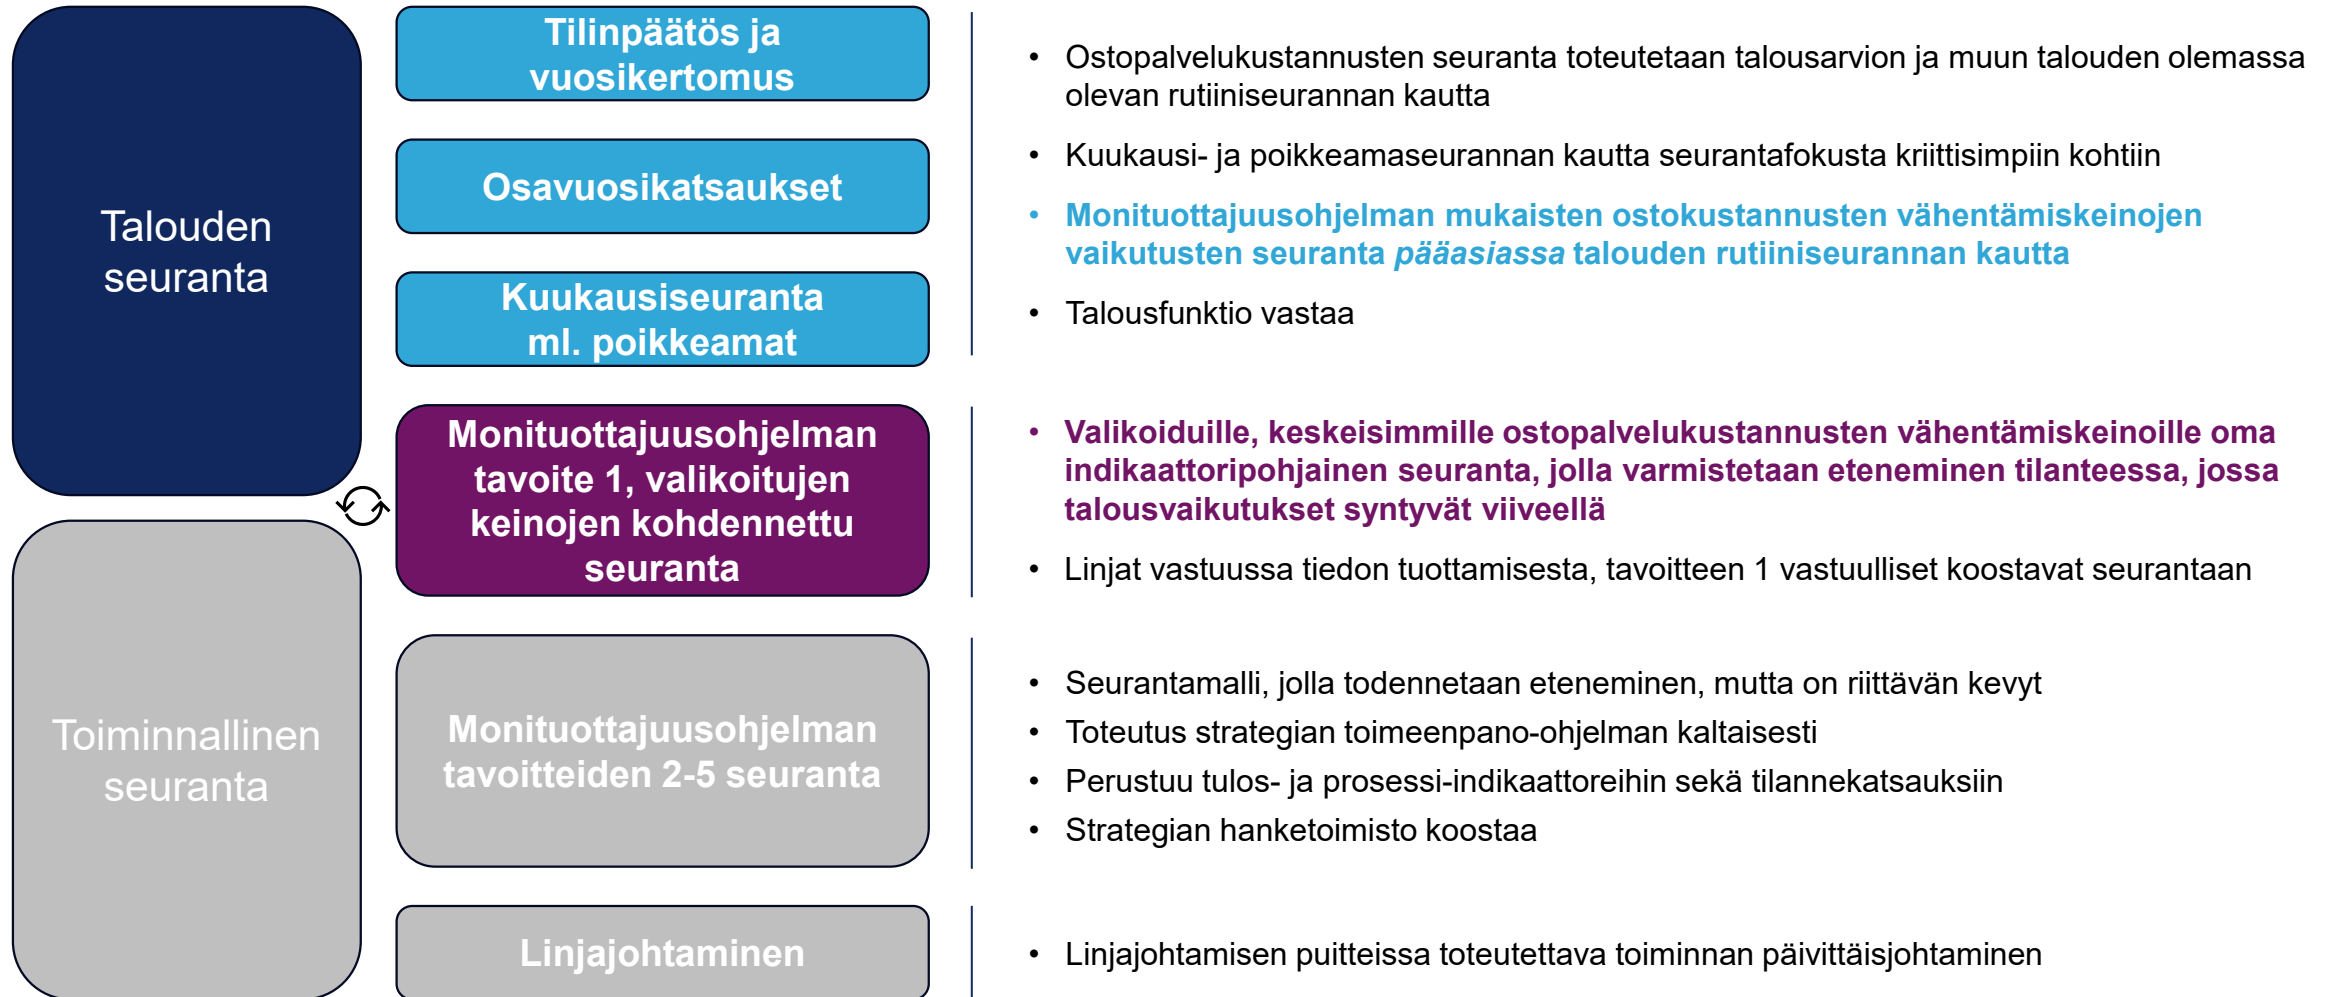 Talouden
seuranta
Tilinpäätös ja
vuosikertomus
Osavuosikatsaukset
Kuukausiseuranta
ml. poikkeamat
• Ostopalvelukustannusten seuranta toteutetaan talousarvion ja muun talouden olemassa
olevan rutiiniseurannan kautta
• Kuukausi- ja poikkeamaseurannan kautta seurantafokusta kriittisimpiin kohtiin
• Monituottajuusohjelman mukaisten ostokustannusten vähentämiskeinojen
vaikutusten seuranta pääasiassa talouden rutiiniseurannan kautta
• Talousfunktio vastaa
Monituottajuusohjelman
tavoite 1, valikoitujen
keinojen kohdennettu
seuranta
• Valikoiduille, keskeisimmille ostopalvelukustannusten vähentämiskeinoille oma
indikaattoripohjainen seuranta, jolla varmistetaan eteneminen tilanteessa, jossa
talousvaikutukset syntyvät viiveellä
• Linjat vastuussa tiedon tuottamisesta, tavoitteen 1 vastuulliset koostavat seurantaan
Toiminnallinen
seuranta
Monituottajuusohjelman
tavoitteiden 2-5 seuranta
• Seurantamalli, jolla todennetaan eteneminen, mutta on riittävän kevyt
• Toteutus strategian toimeenpano-ohjelman kaltaisesti
• Perustuu tulos- ja prosessi-indikaattoreihin sekä tilannekatsauksiin
• Strategian hanketoimisto koostaa
Linjajohtaminen
• Linjajohtamisen puitteissa toteutettava toiminnan päivittäisjohtaminen